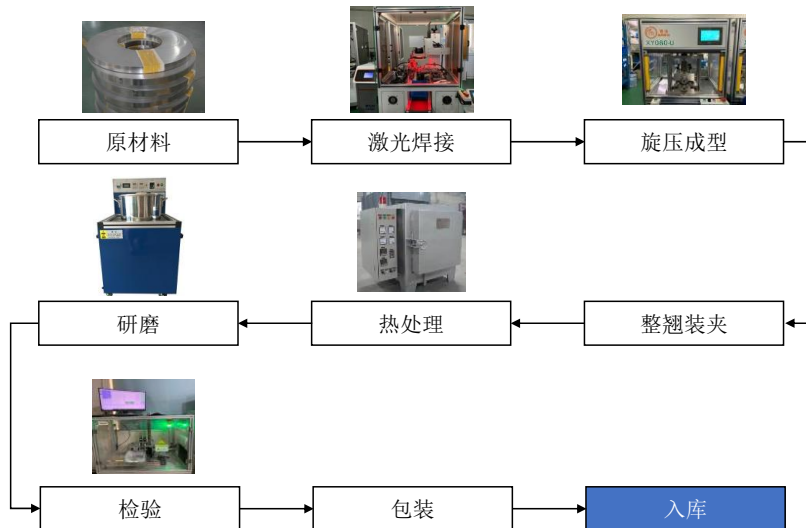 XYG60-U
原材料
激光焊接
旋压成型
研磨
热处理
整翘装夹
检验
包装
入库